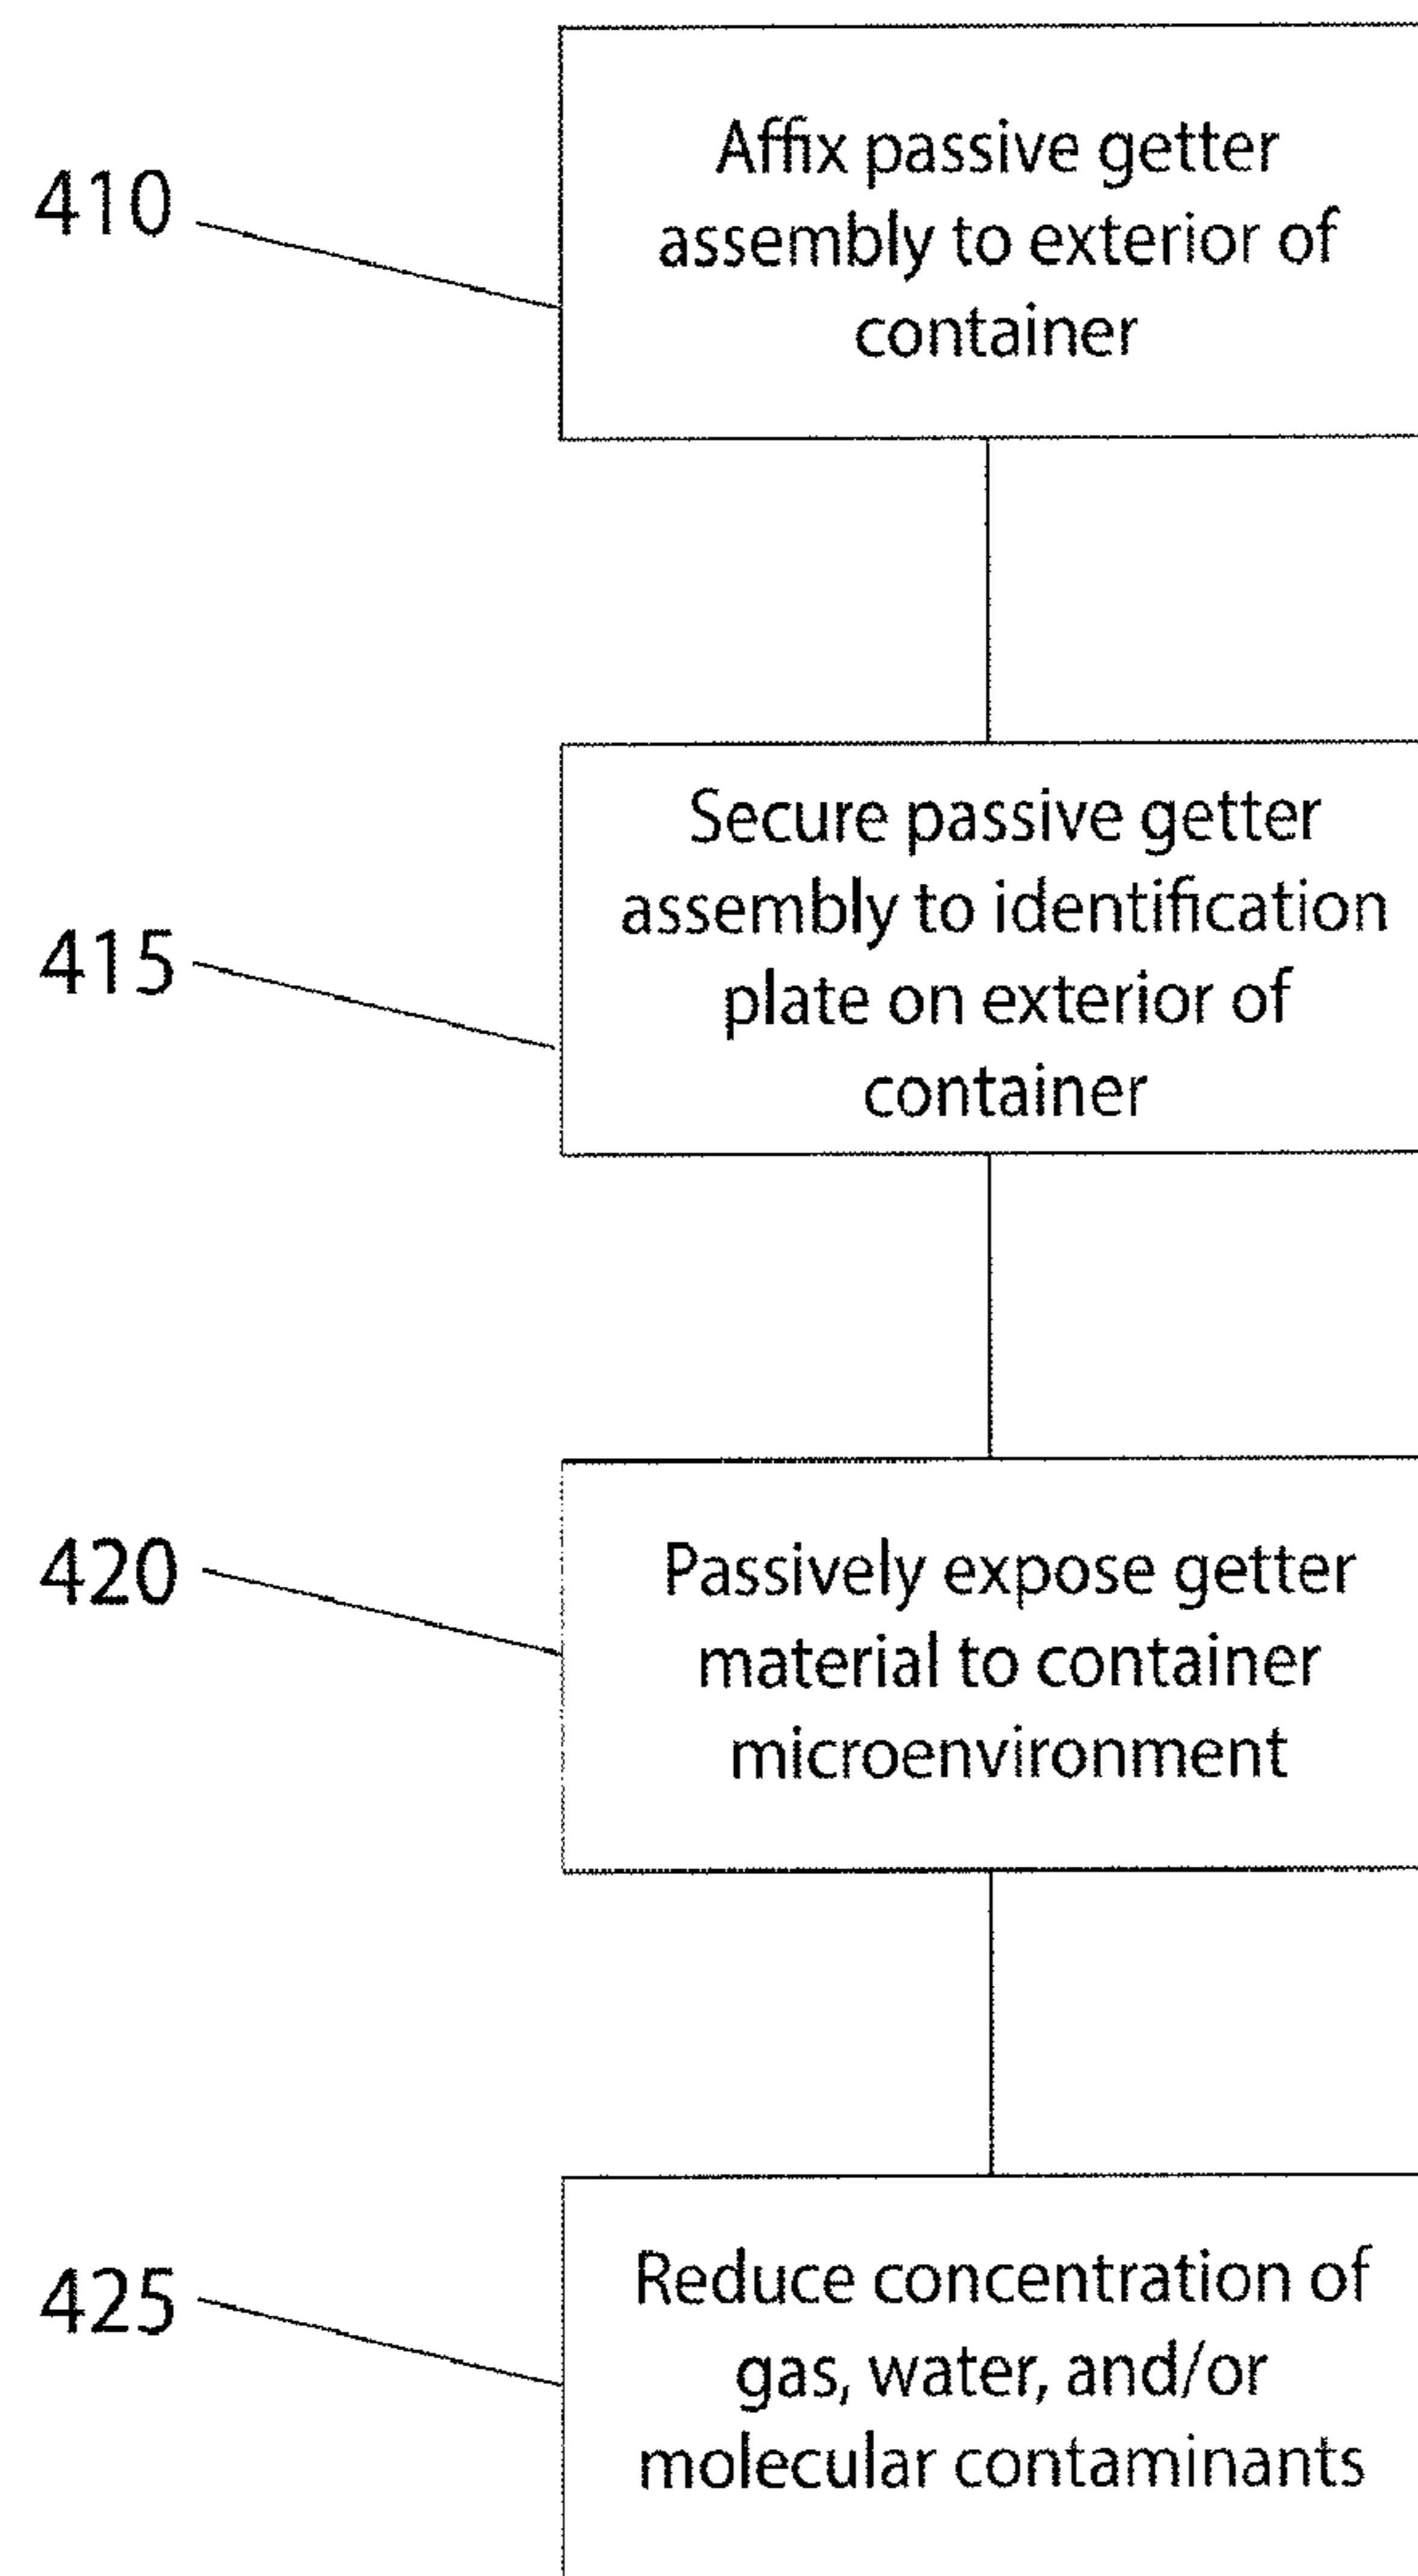 410
Affix passive getter
assembly to exterior of
container
415
Secure passive getter
assembly to identification
plate on exterior of
container
420
Passively expose getter
material to container
microenvironment
425
Reduce concentration of
gas, water, and/or
molecular contaminants